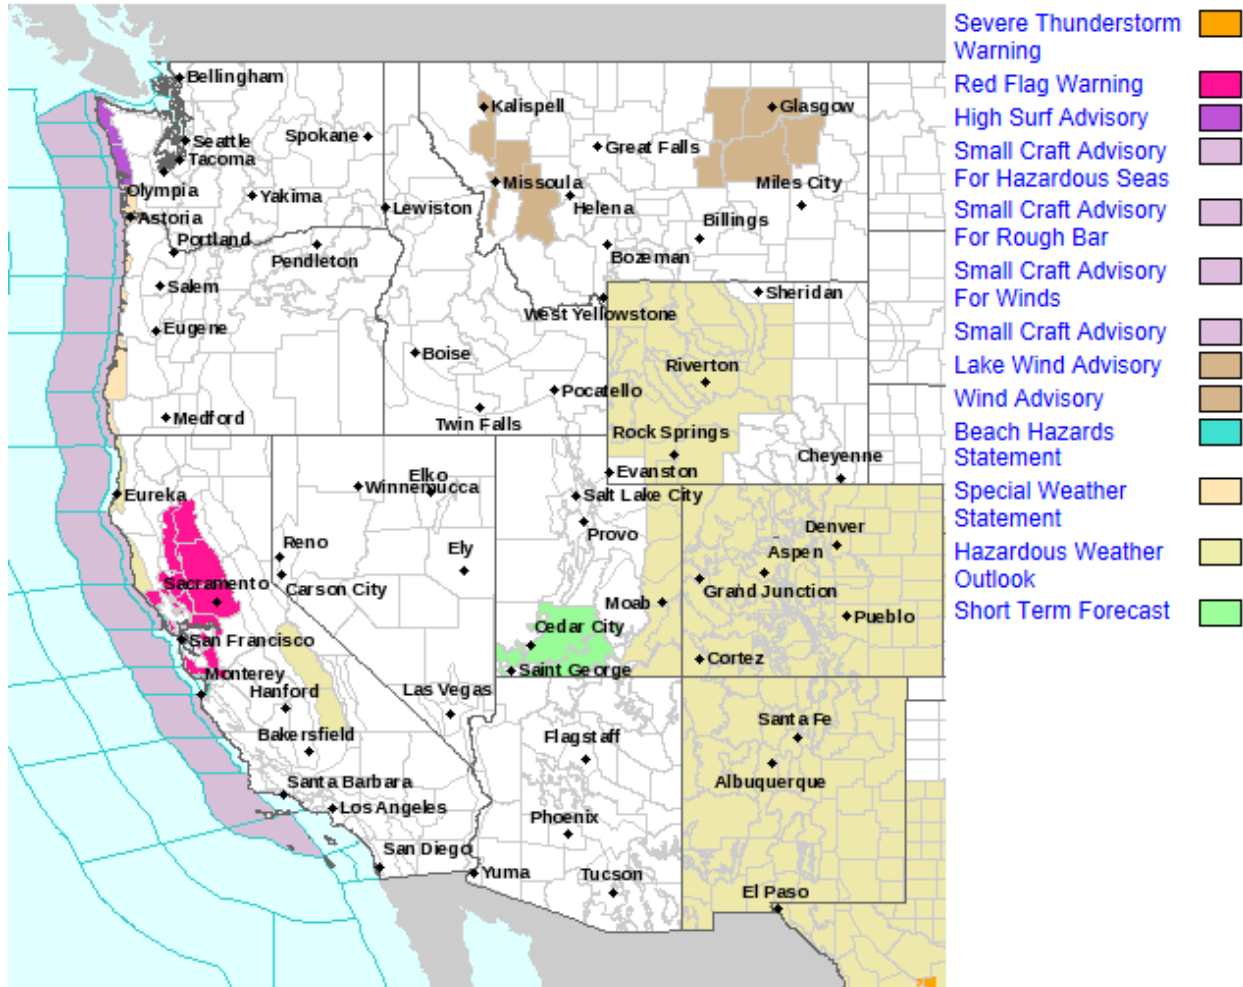 Bellingham
Kalispell
Glasgow
Spokane
Seattle
Great Falls
Tacoma
Olympia
Yakima
Missoula
Miles City
Lewiston
Helena
Astoria
Billings
Portland
Pendleton
Bozeman
Salem
Sheridan
West Yellowstone
Eugene
Boise
Riverton
Pocatello
Medford
Twin Falls
Rock Springs
Cheyenne
Evanston
Elko
Winnemucca
Eureka
Salt Lake City
Provo
Denver
Reno
Ely
Aspen
Sacramento
Carson City
Grand Junction
Moab
Pueblo
Cedar City
San Francisco
Cortez
Saint George
Monterey
Hanford
Las Vegas
Santa Fe
Bakersfield
Flagstaff
Albuquerque
Santa Barbara
Los Angeles
Phoenix
San Diego
Yuma
Tucson
El Paso
Severe Thunderstorm
Warning
Red Flag Warning
High Surf Advisory
Small Craft Advisory
For Hazardous Seas
Small Craft Advisory
For Rough Bar
Small Craft Advisory
For Winds
Small Craft Advisory
Lake Wind Advisory
Wind Advisory
Beach Hazards
Statement
Special Weather
Statement
Hazardous Weather
Outlook
Short Term Forecast